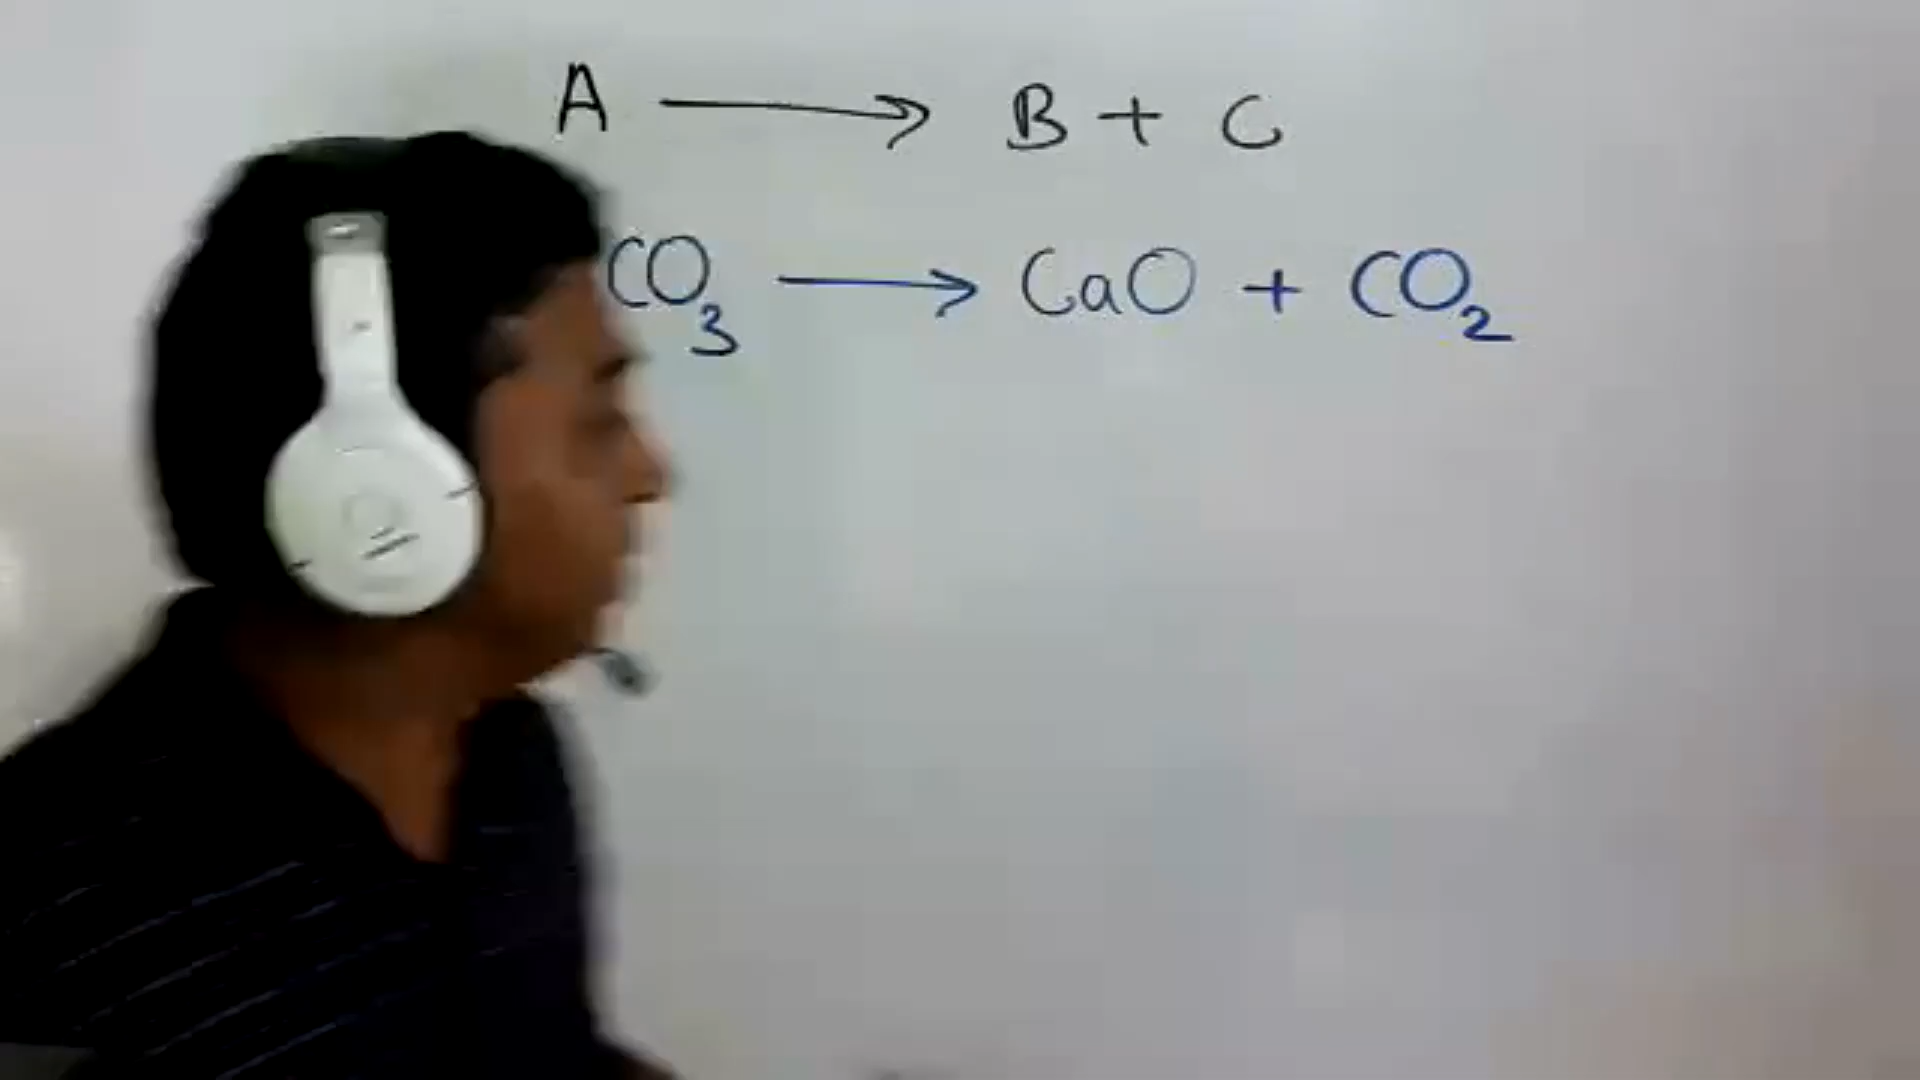 A ⟶ B + C
CO₃ ⟶ CaO + CO₂